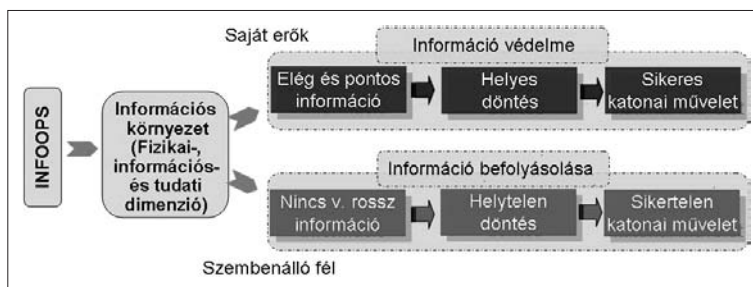 INFOOPS
Információs
környezet
(Fizikai-,
információs-
és tudati
dimenzió)
Saját erők
Információ védelme
Elég és pontos
információ
Helyes
döntés
Sikeres
katonai művelet
Információ befolyásolása
Nincs v. rossz
információ
Helytelen
döntés
Sikertelen
katonai művelet
Szembenálló fél